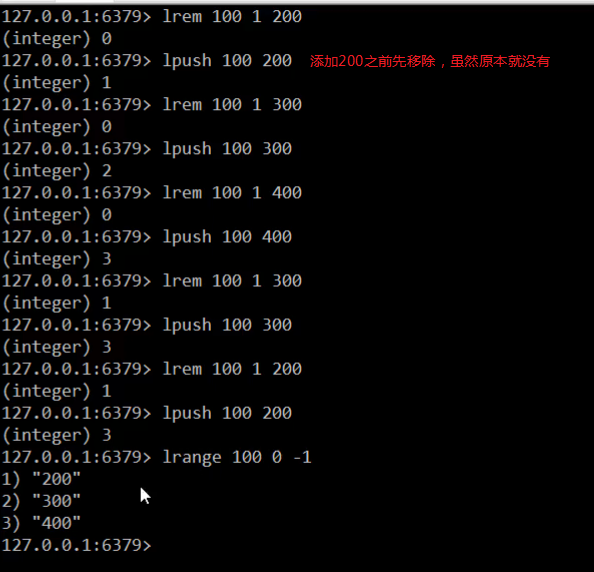 127.0.0.1:6379> lrem 100 1 200
(integer) 0
127.0.0.1:6379> lpush 100 200 添加200之前先移除，虽然原本就没有
(integer) 1
127.0.0.1:6379> lrem 100 1 300
(integer) 0
127.0.0.1:6379> lpush 100 300
(integer) 2
127.0.0.1:6379> lrem 100 1 400
(integer) 0
127.0.0.1:6379> lpush 100 400
(integer) 3
127.0.0.1:6379> lrem 100 1 300
(integer) 1
127.0.0.1:6379> lpush 100 300
(integer) 3
127.0.0.1:6379> lrem 100 1 200
(integer) 1
127.0.0.1:6379> lpush 100 200
(integer) 3
127.0.0.1:6379> lrange 100 0 -1
1) "200"
2) "300"
3) "400"
127.0.0.1:6379>